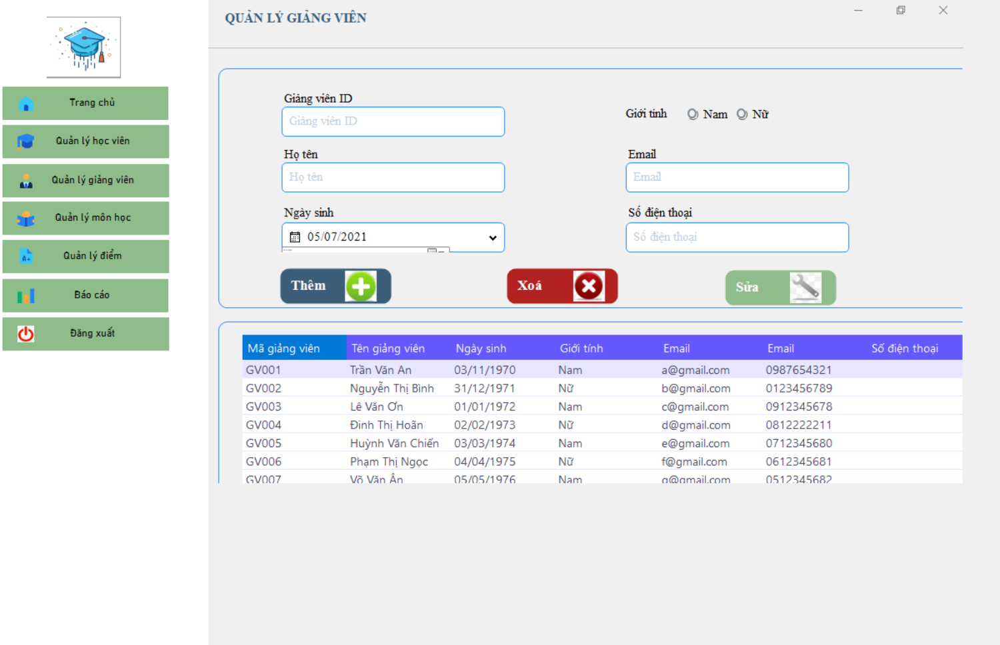 QUẢN LÝ GIẢNG VIÊN
Trang chủ
Quản lý học viên
Quản lý giảng viên
Quản lý môn học
Quản lý điểm
A+
Báo cáo
Đăng xuất
Giảng viên ID
Giảng viên ID
Giới tính Nam Nữ
Họ tên
Họ tên
Email
Email
Ngày sinh
05/07/2021
Số điện thoại
Số điện thoại
Thêm
Xoá
Sửa
Mã giảng viên Tên giảng viên Ngày sinh Giới tính Email Email Số điện thoại
GV001 Trần Văn An 03/11/1970 Nam a@gmail.com 0987654321
GV002 Nguyễn Thị Bình 31/12/1971 Nữ b@gmail.com 0123456789
GV003 Lê Văn Ơn 01/01/1972 Nam c@gmail.com 0912345678
GV004 Đinh Thị Hoãn 02/02/1973 Nữ d@gmail.com 0812222211
GV005 Huỳnh Văn Chiến 03/03/1974 Nam e@gmail.com 0712345680
GV006 Phạm Thị Ngọc 04/04/1975 Nữ f@gmail.com 0612345681
GV007 Võ Văn Ân 05/05/1976 Nam g@gmail.com 0512345682